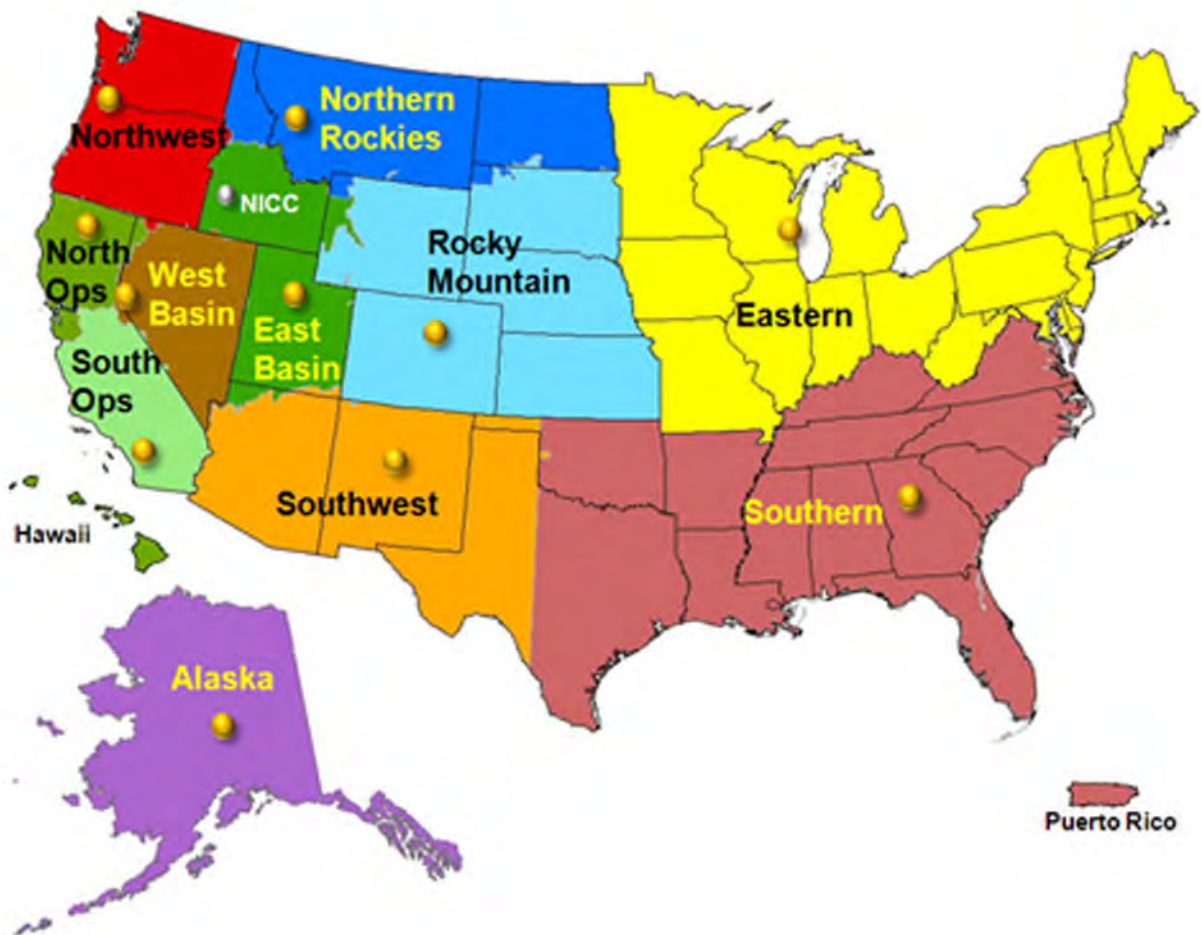 Northern
Rockies
Northwest
NICC
North
Ops
West
Basin
Rocky
Mountain
East
Basin
Eastern
South
Ops
Southwest
Southern
Hawaii
Alaska
Puerto Rico